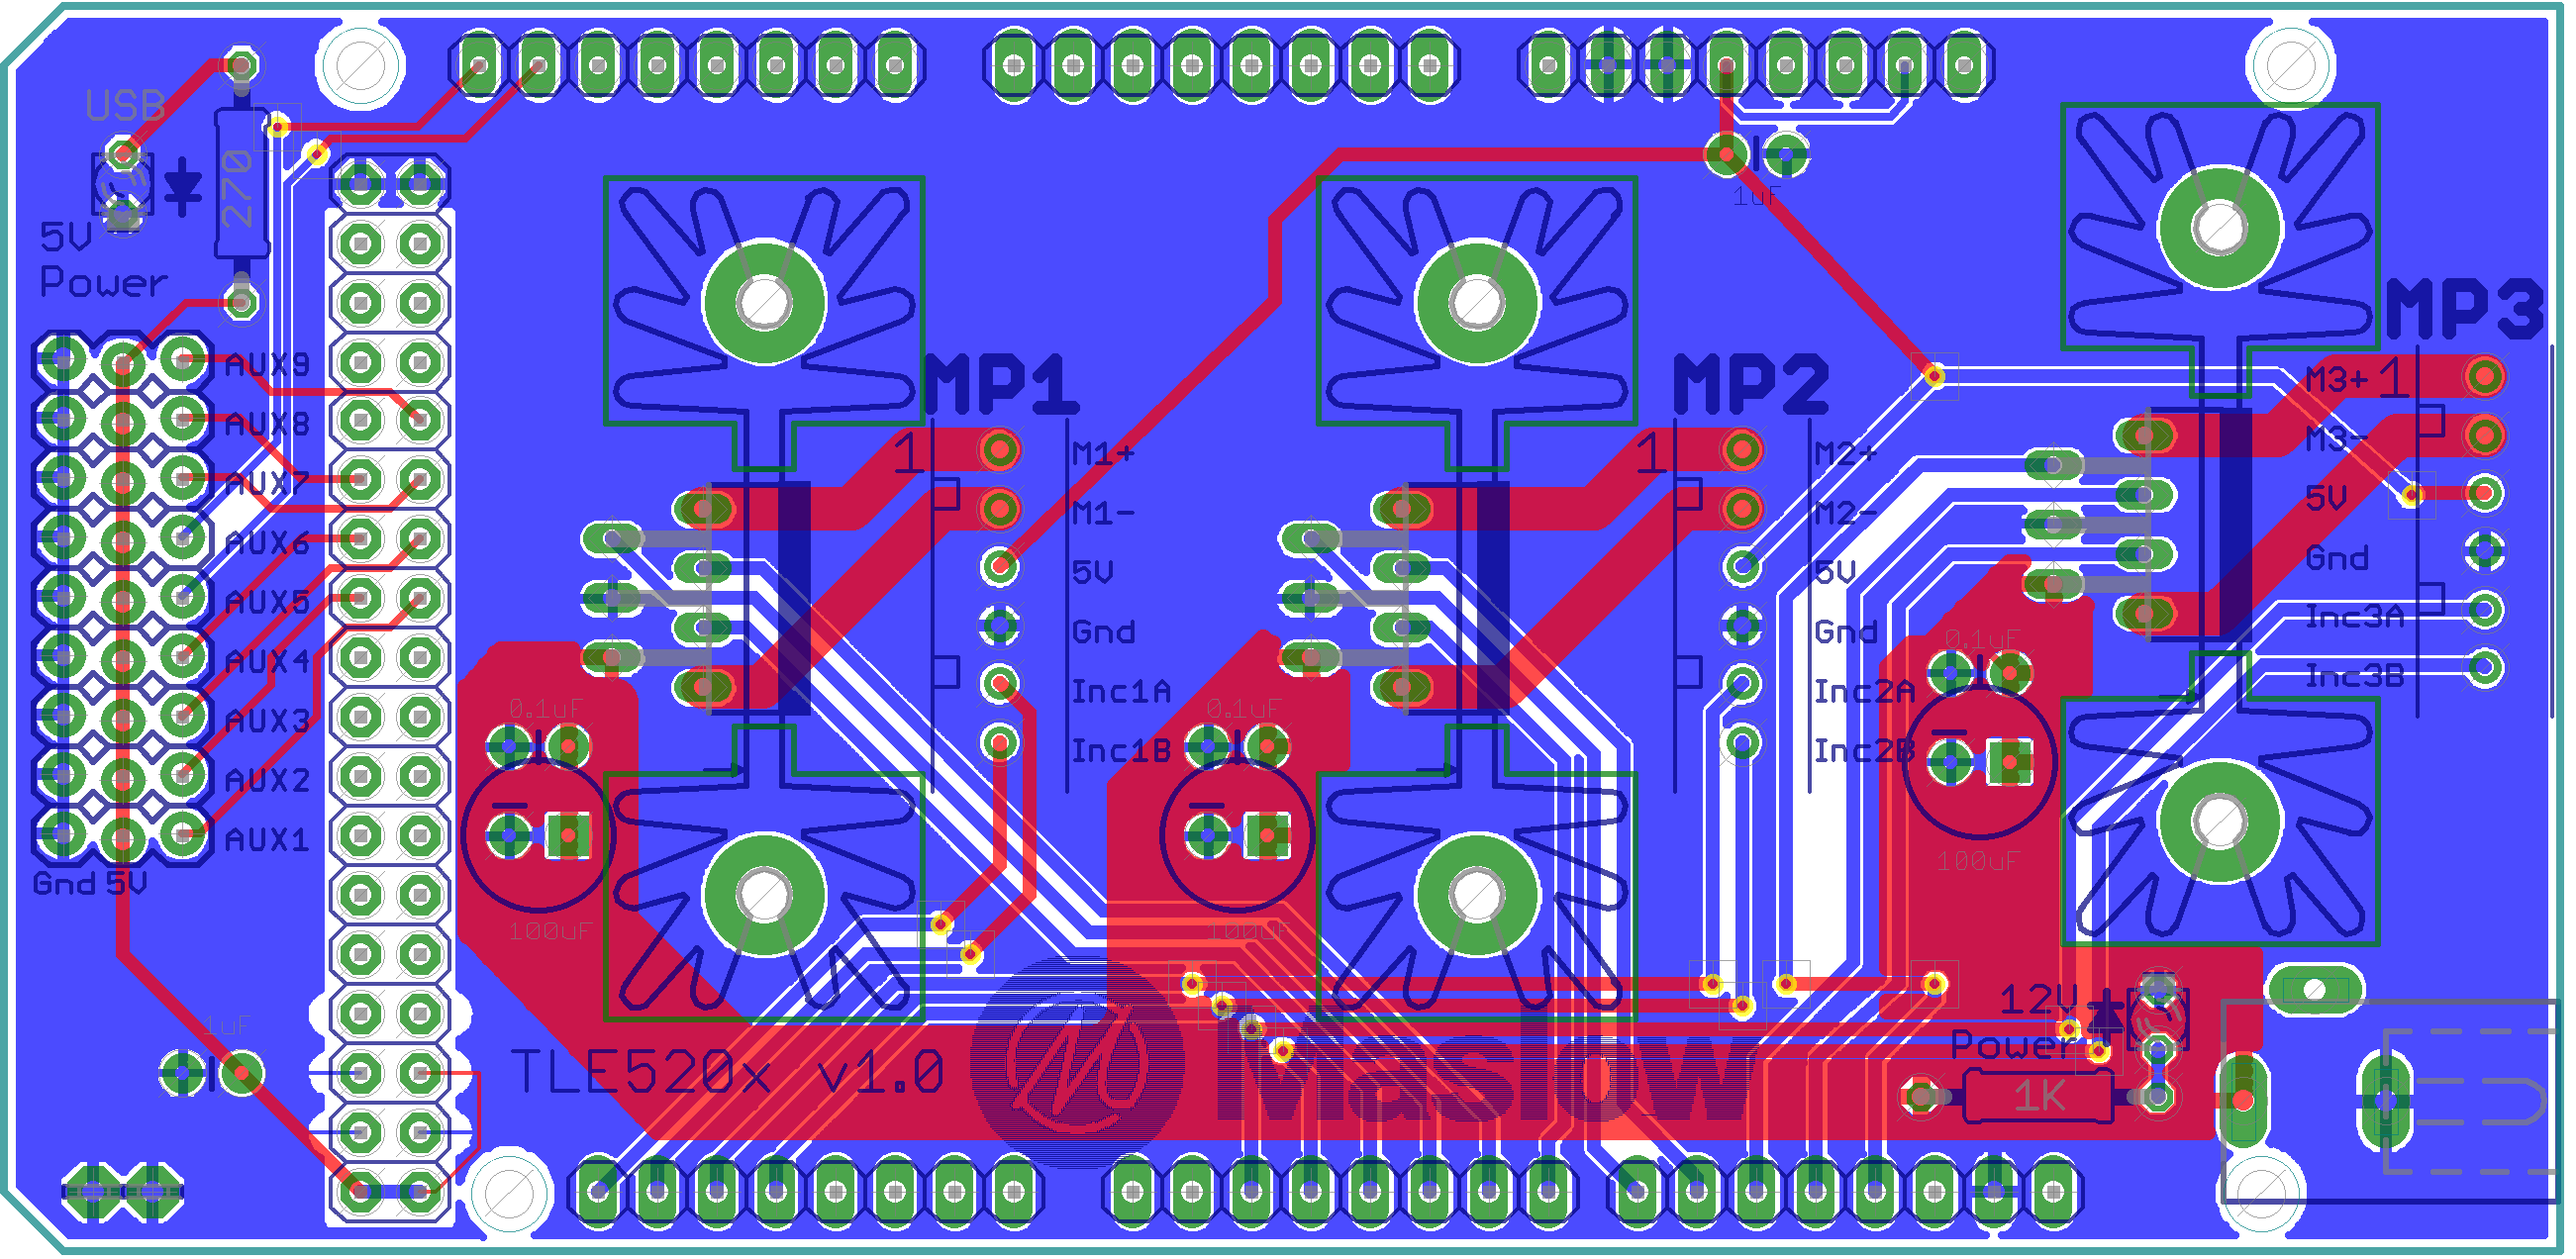 USB
270
5V
Power
1uF
MP3
MP1
MP2
AUX9
M3+
1
AUX8
1
M1+
1
M2+
M3-
AUX7
M1-
M2-
5V
AUX6
5V
5V
Gnd
AUX5
Gnd
Gnd
Inc3A
AUX4
0.1uF
Inc3B
AUX3
0.1uF
Inc1A
0.1uF
Inc2A
AUX2
Inc1B
Inc2B
AUX1
100uF
Gnd 5V
100uF
100uF
1uF
12V
Power
TLE520x v1.0
M Maslow
1K